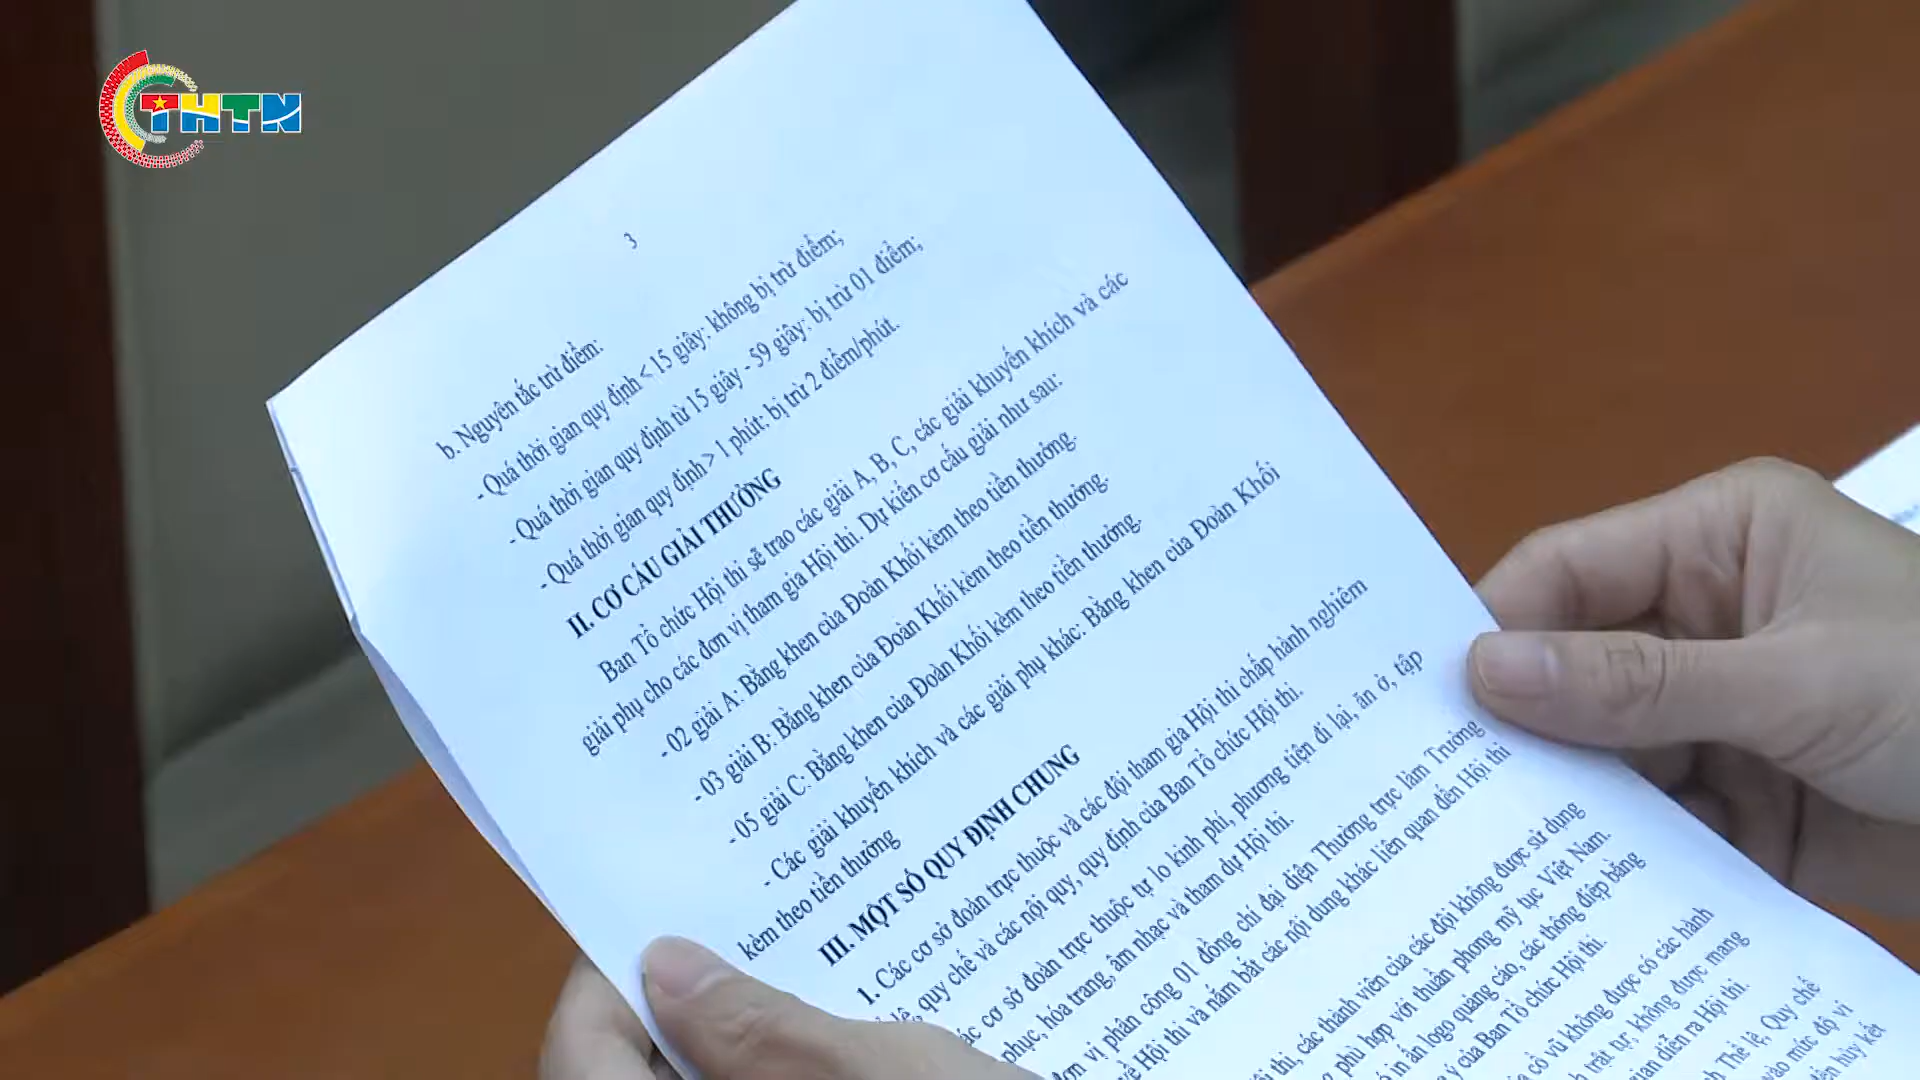 THTN
3
b. Nguyên tắc trừ điểm:
- Quá thời gian quy định < 15 giây: không bị trừ điểm;
- Quá thời gian quy định từ 15 giây - 59 giây: bị trừ 01 điểm;
- Quá thời gian quy định > 1 phút: bị trừ 2 điểm/phút.
II. CƠ CẤU GIẢI THƯỞNG
Ban Tổ chức Hội thi sẽ trao các giải A, B, C, các giải khuyến khích và các
giải phụ cho các đơn vị tham gia Hội thi. Dự kiến cơ cấu giải như sau:
- 02 giải A: Bằng khen của Đoàn Khối kèm theo tiền thưởng.
- 03 giải B: Bằng khen của Đoàn Khối kèm theo tiền thưởng.
- 05 giải C: Bằng khen của Đoàn Khối kèm theo tiền thưởng.
- Các giải khuyến khích và các giải phụ khác: Bằng khen của Đoàn Khối
kèm theo tiền thưởng
III. MỘT SỐ QUY ĐỊNH CHUNG
1. Các cơ sở đoàn trực thuộc và các đội tham gia Hội thi chấp hành nghiêm
lệ, quy chế và các nội quy, quy định của Ban Tổ chức Hội thi.
các cơ sở đoàn trực thuộc tự lo kinh phí, phương tiện đi lại, ăn ở, tập
phục, hóa trang, âm nhạc và tham dự Hội thi.
đơn vị phân công 01 đồng chí đại diện Thường trực làm Trưởng
về Hội thi và nắm bắt các nội dung khác liên quan đến Hội thi
thi, các thành viên của các đội không được sử dụng
phù hợp với thuần phong mỹ tục Việt Nam.
in ấn logo quảng cáo, các thông điệp bằng
ý của Ban Tổ chức Hội thi.
cổ vũ không được có các hành
trật tự; không được mang
gian diễn ra Hội thi.
Thể lệ, Quy chế
vào mức độ vi
hủy kết